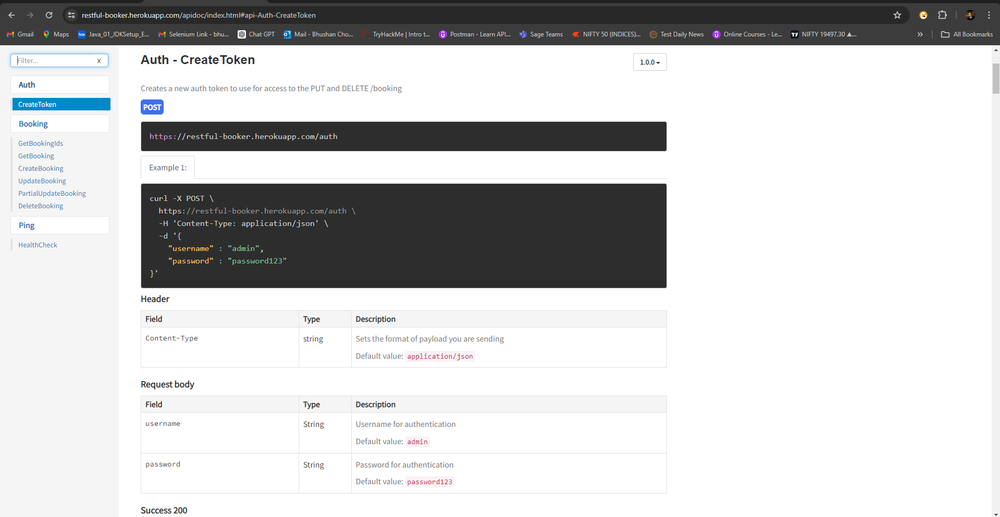 restful-booker.herokuapp.com/apidoc/index.html#api-Auth-CreateToken
Gmail Maps Java_01_JDKSetup_E... Selenium Link - bhu... Chat GPT Mail - Bhushan Cho... TryHackMe | Intro t... Postman - Learn API... Sage Teams NIFTY 50 (INDICES)... Test Daily News Online Courses - Le... NIFTY 19497.30 ▲... » All Bookmarks
Filter... x
Auth
CreateToken
Booking
GetBookingIds
GetBooking
CreateBooking
UpdateBooking
PartialUpdateBooking
DeleteBooking
Ping
HealthCheck
Auth - CreateToken
1.0.0
Creates a new auth token to use for access to the PUT and DELETE /booking
POST
https://restful-booker.herokuapp.com/auth
Example 1:
curl -X POST \
https://restful-booker.herokuapp.com/auth \
-H 'Content-Type: application/json' \
-d '{
"username" : "admin",
"password" : "password123"
}'
Header
Field Type Description
Content-Type string Sets the format of payload you are sending
Default value: application/json
Request body
Field Type Description
username String Username for authentication
Default value: admin
password String Password for authentication
Default value: password123
Success 200